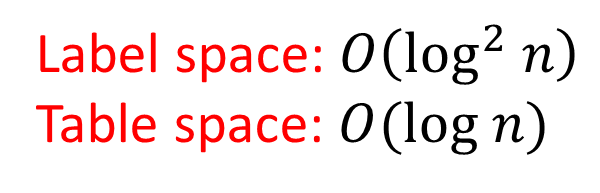 Label space: O(log² n)
Table space: O(log n)